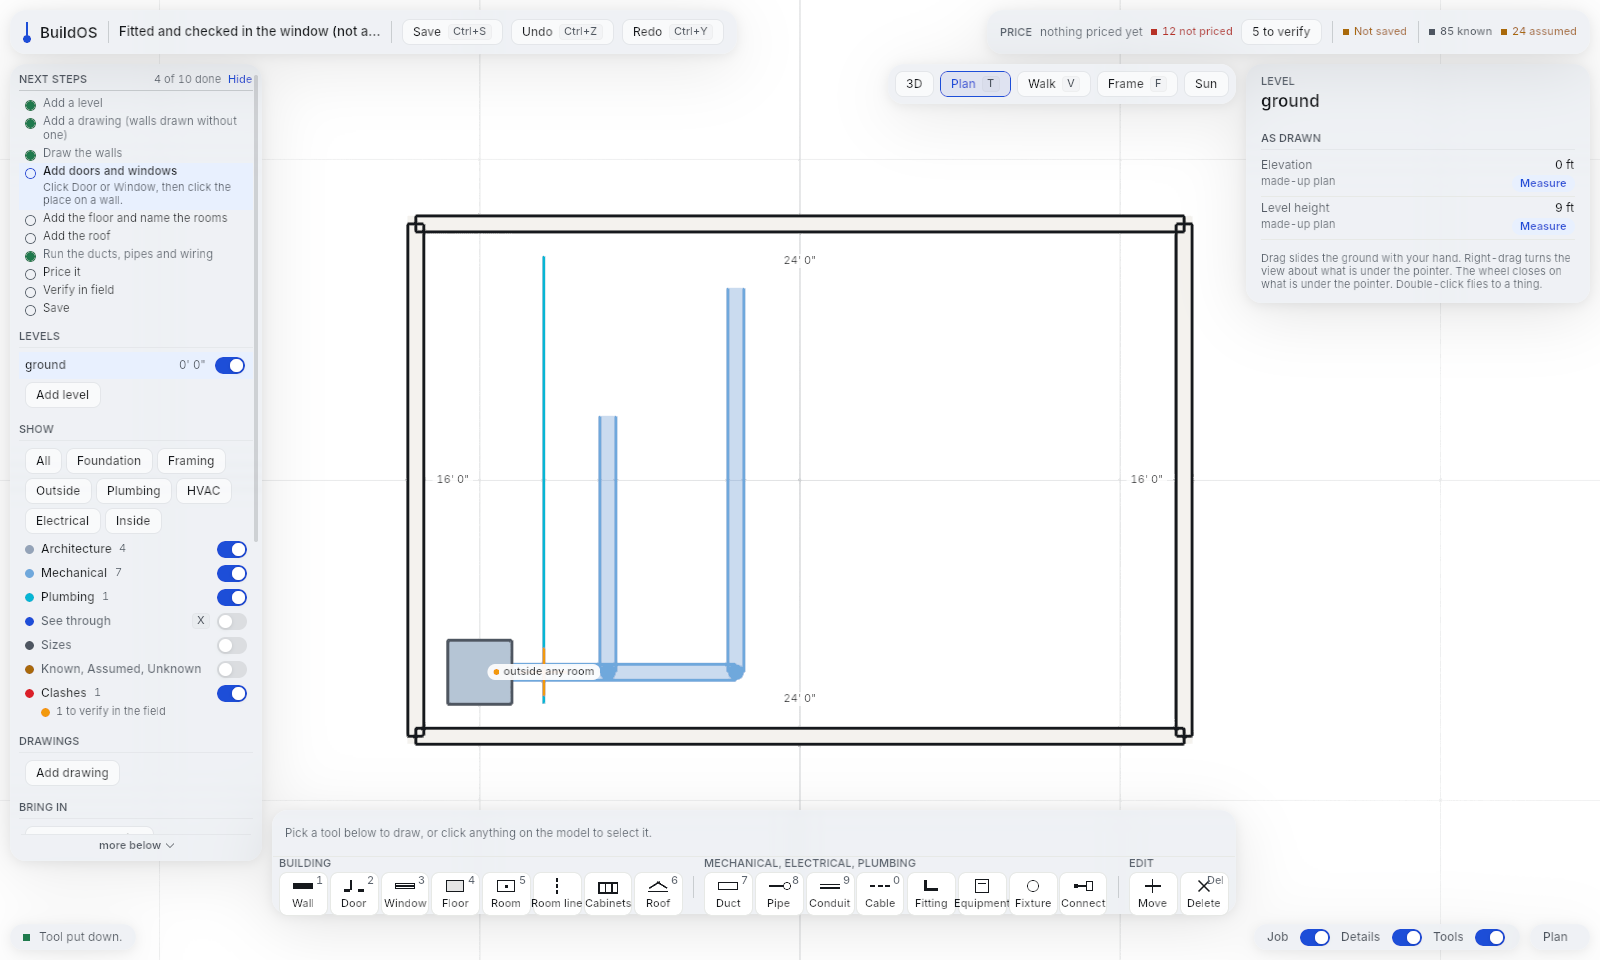 BuildOS
Fitted and checked in the window (not a...
Save Ctrl+S
Undo Ctrl+Z
Redo Ctrl+Y
PRICE nothing priced yet
12 not priced
5 to verify
Not saved
85 known
24 assumed
NEXT STEPS 4 of 10 done Hide
Add a level
Add a drawing (walls drawn without
one)
Draw the walls
Add doors and windows
Click Door or Window, then click the
place on a wall.
Add the floor and name the rooms
Add the roof
Run the ducts, pipes and wiring
Price it
Verify in field
Save
LEVELS
ground 0' 0"
Add level
SHOW
All Foundation Framing
Outside Plumbing HVAC
Electrical Inside
Architecture 4
Mechanical 7
Plumbing 1
See through X
Sizes
Known, Assumed, Unknown
Clashes 1
1 to verify in the field
DRAWINGS
Add drawing
BRING IN
more below
3D
Plan T
Walk V
Frame F
Sun
LEVEL
ground
AS DRAWN
Elevation 0 ft
made-up plan Measure
Level height 9 ft
made-up plan Measure
Drag slides the ground with your hand. Right-drag turns the
view about what is under the pointer. The wheel closes on
what is under the pointer. Double-click flies to a thing.
24' 0"
16' 0"
16' 0"
outside any room
24' 0"
Pick a tool below to draw, or click anything on the model to select it.
BUILDING
1 Wall
2 Door
3 Window
4 Floor
5 Room
Room line
Cabinets
6 Roof
MECHANICAL, ELECTRICAL, PLUMBING
7 Duct
8 Pipe
9 Conduit
0 Cable
Fitting
Equipment
Fixture
Connect
EDIT
Move
Del Delete
Tool put down.
Job
Details
Tools
Plan